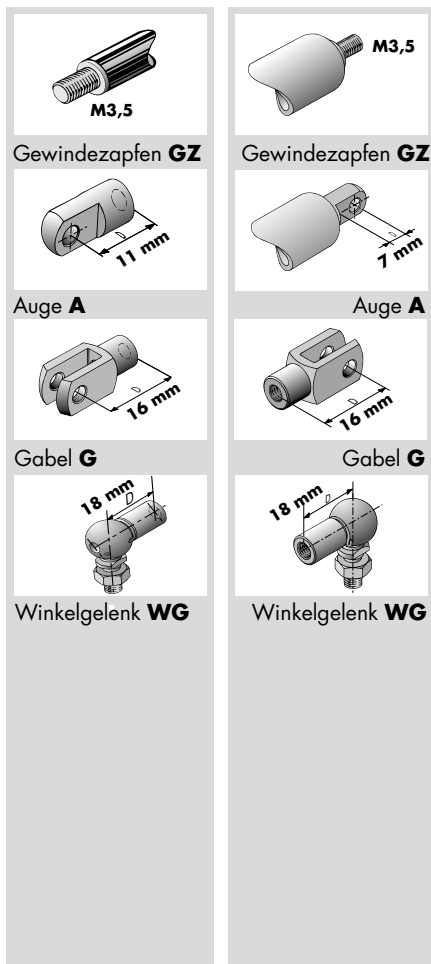 M3,5
Gewindezapfen GZ
D
11 mm
Auge A
D
16 mm
Gabel G
18 mm
D
Winkelgelenk WG
M3,5
Gewindezapfen GZ
D
7 mm
Auge A
D
16 mm
Gabel G
18 mm
D
Winkelgelenk WG